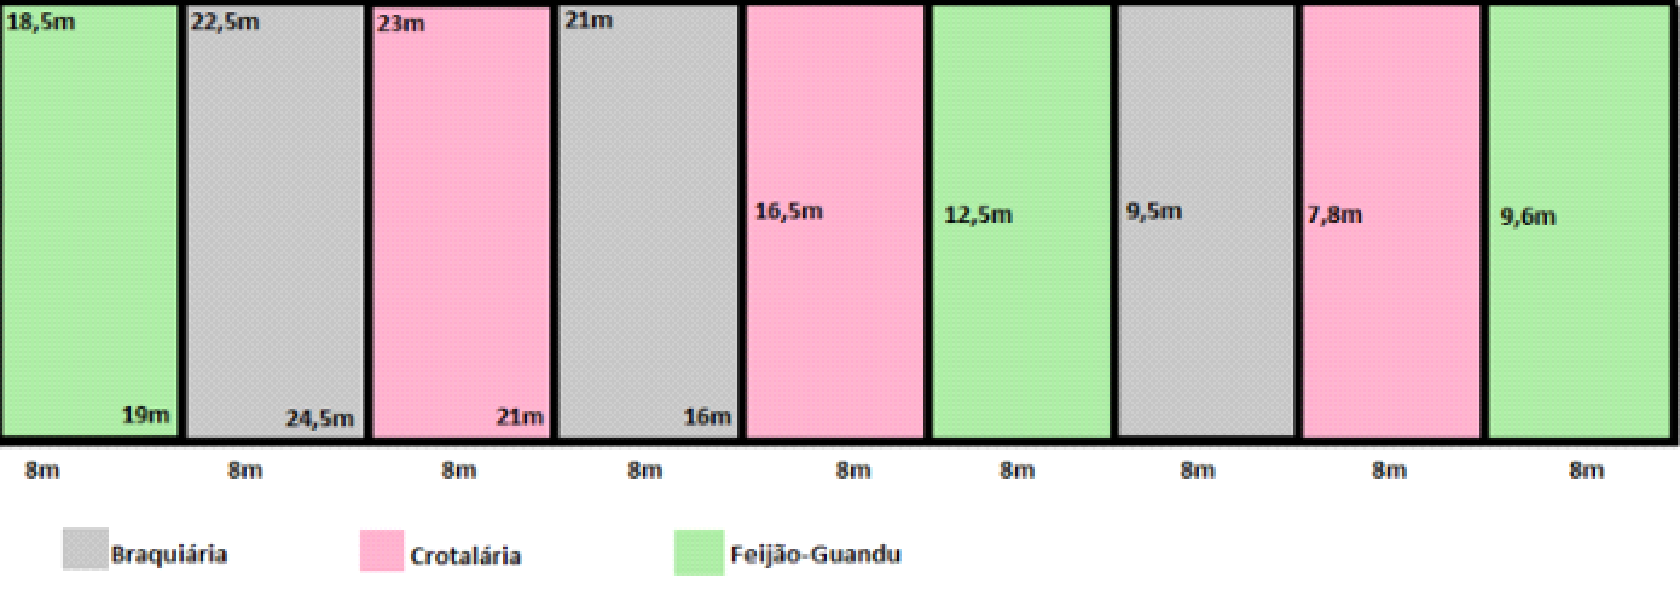 18,5m 22,5m 23m 21m
16,5m 12,5m 9,5m 7,8m 9,6m
19m 24,5m 21m 16m
8m 8m 8m 8m 8m 8m 8m 8m 8m
Braquiária Crotalária Feijão-Guandu